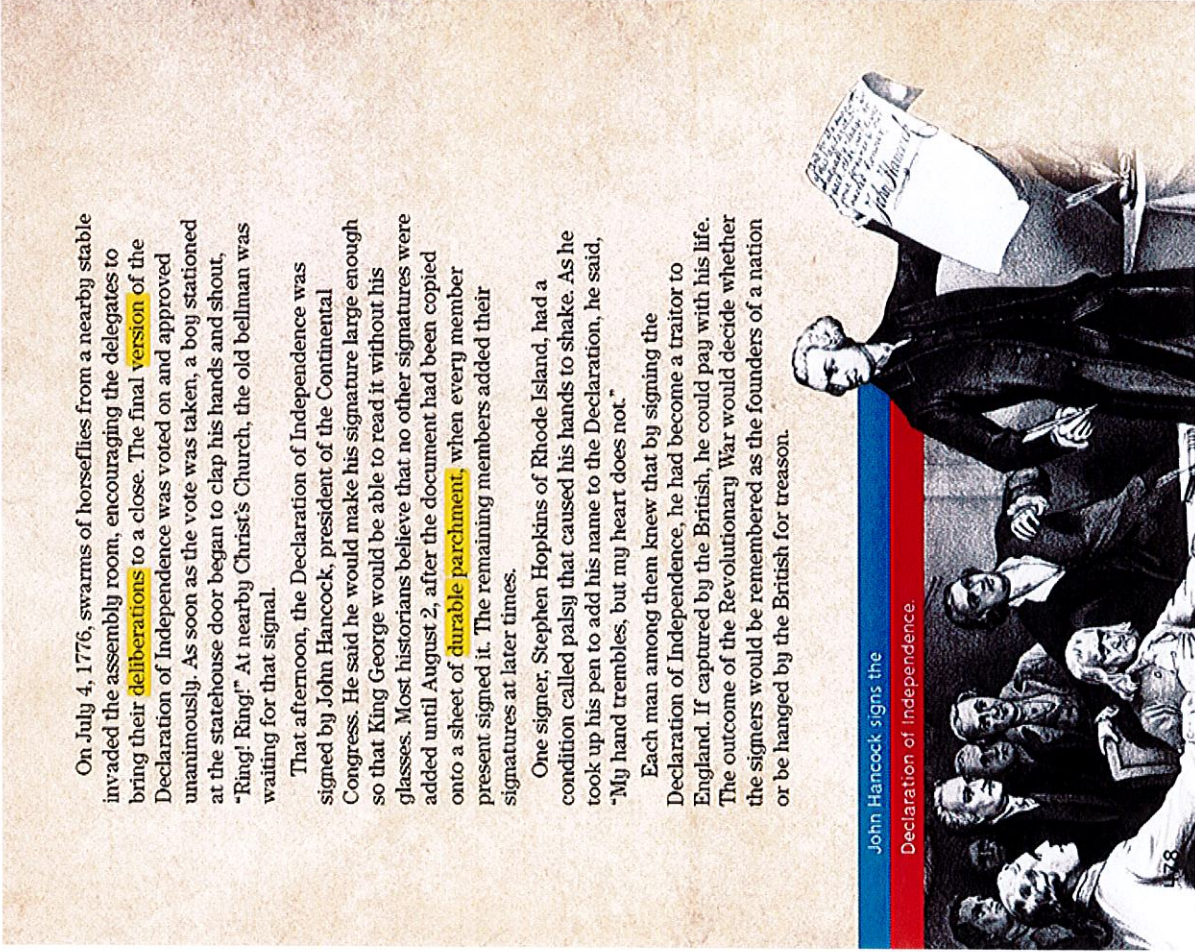 On July 4, 1776, swarms of horseflies from a nearby stable
invaded the assembly room, encouraging the delegates to
bring their deliberations to a close. The final version of the
Declaration of Independence was voted on and approved
unanimously. As soon as the vote was taken, a boy stationed
at the statehouse door began to clap his hands and shout,
“Ring! Ring!” At nearby Christ's Church, the old bellman was
waiting for that signal.
That afternoon, the Declaration of Independence was
signed by John Hancock, president of the Continental
Congress. He said he would make his signature large enough
so that King George would be able to read it without his
glasses. Most historians believe that no other signatures were
added until August 2, after the document had been copied
onto a sheet of durable parchment, when every member
present signed it. The remaining members added their
signatures at later times.
One signer, Stephen Hopkins of Rhode Island, had a
condition called palsy that caused his hands to shake. As he
took up his pen to add his name to the Declaration, he said,
“My hand trembles, but my heart does not.”
Each man among them knew that by signing the
Declaration of Independence, he had become a traitor to
England. If captured by the British, he could pay with his life.
The outcome of the Revolutionary War would decide whether
the signers would be remembered as the founders of a nation
or be hanged by the British for treason.
John Hancock
John Hancock signs the
Declaration of Independence.
178